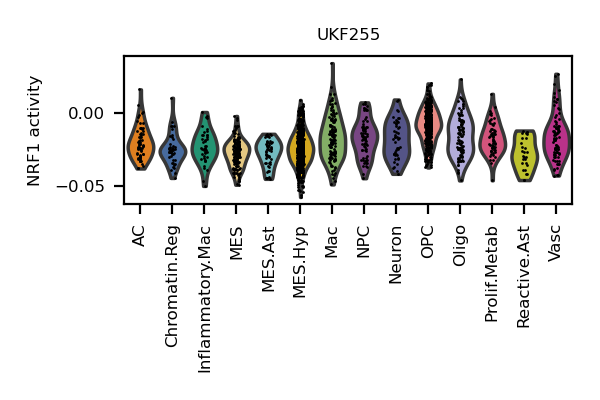 UKF255
NRF1 activity
0.00
−0.05
AC
Chromatin.Reg
Inflammatory.Mac
MES
MES.Ast
MES.Hyp
Mac
NPC
Neuron
OPC
Oligo
Prolif.Metab
Reactive.Ast
Vasc